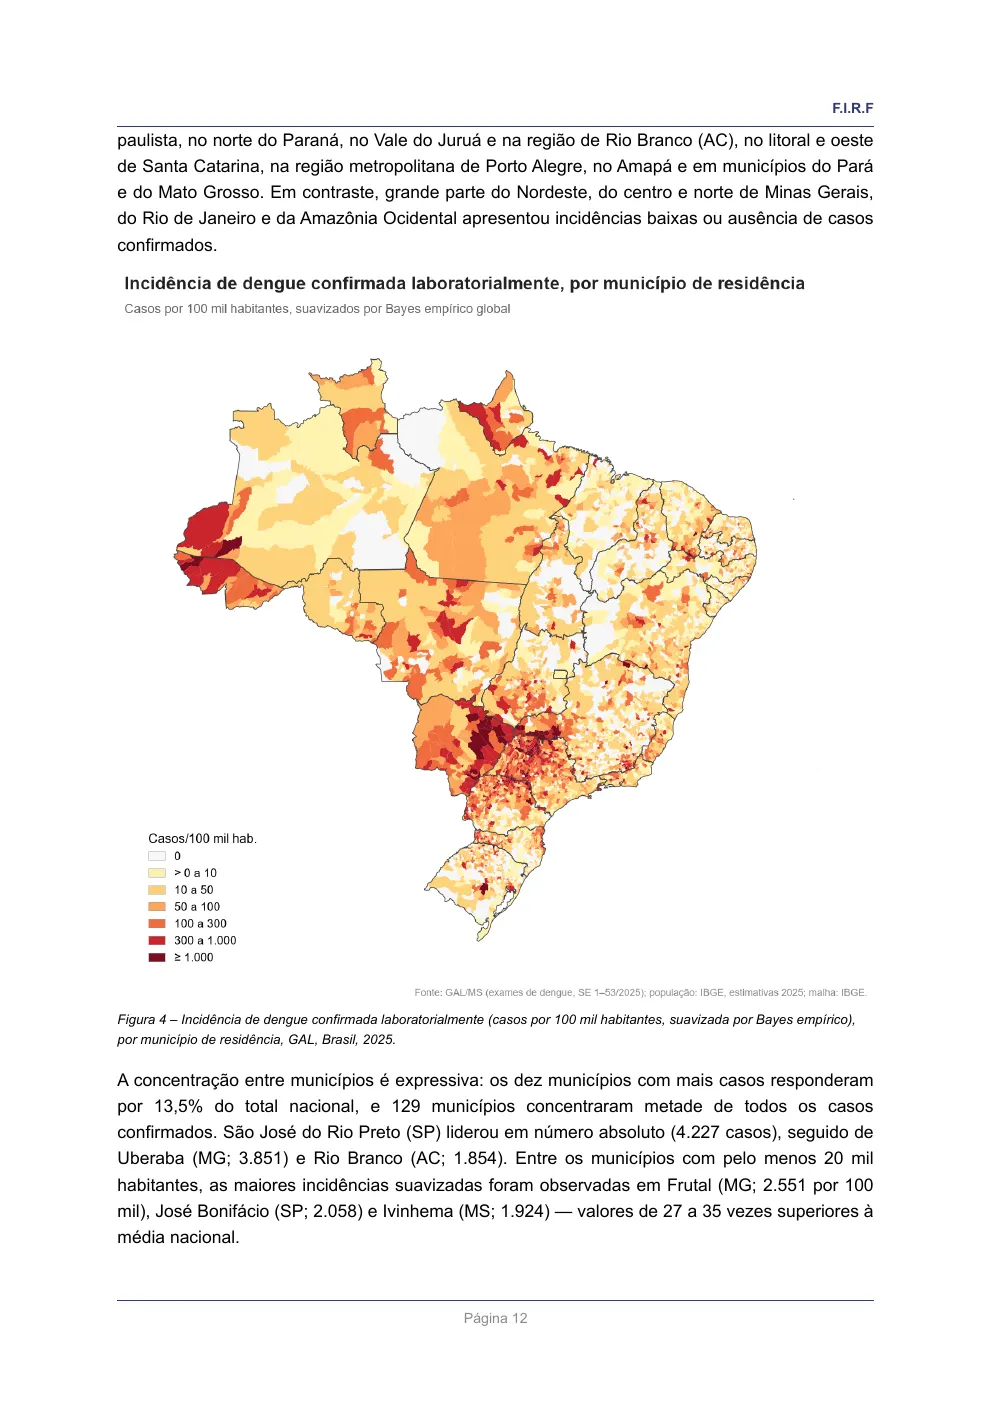 F.I.R.F
paulista, no norte do Paraná, no Vale do Juruá e na região de Rio Branco (AC), no litoral e oeste
de Santa Catarina, na região metropolitana de Porto Alegre, no Amapá e em municípios do Pará
e do Mato Grosso. Em contraste, grande parte do Nordeste, do centro e norte de Minas Gerais,
do Rio de Janeiro e da Amazônia Ocidental apresentou incidências baixas ou ausência de casos
confirmados.
Incidência de dengue confirmada laboratorialmente, por município de residência
Casos por 100 mil habitantes, suavizados por Bayes empírico global
Casos/100 mil hab.
0
> 0 a 10
10 a 50
50 a 100
100 a 300
300 a 1.000
≥ 1.000
Fonte: GAL/MS (exames de dengue, SE 1–53/2025); população: IBGE, estimativas 2025; malha: IBGE.
Figura 4 – Incidência de dengue confirmada laboratorialmente (casos por 100 mil habitantes, suavizada por Bayes empírico),
por município de residência, GAL, Brasil, 2025.
A concentração entre municípios é expressiva: os dez municípios com mais casos responderam
por 13,5% do total nacional, e 129 municípios concentraram metade de todos os casos
confirmados. São José do Rio Preto (SP) liderou em número absoluto (4.227 casos), seguido de
Uberaba (MG; 3.851) e Rio Branco (AC; 1.854). Entre os municípios com pelo menos 20 mil
habitantes, as maiores incidências suavizadas foram observadas em Frutal (MG; 2.551 por 100
mil), José Bonifácio (SP; 2.058) e Ivinhema (MS; 1.924) — valores de 27 a 35 vezes superiores à
média nacional.
Página 12